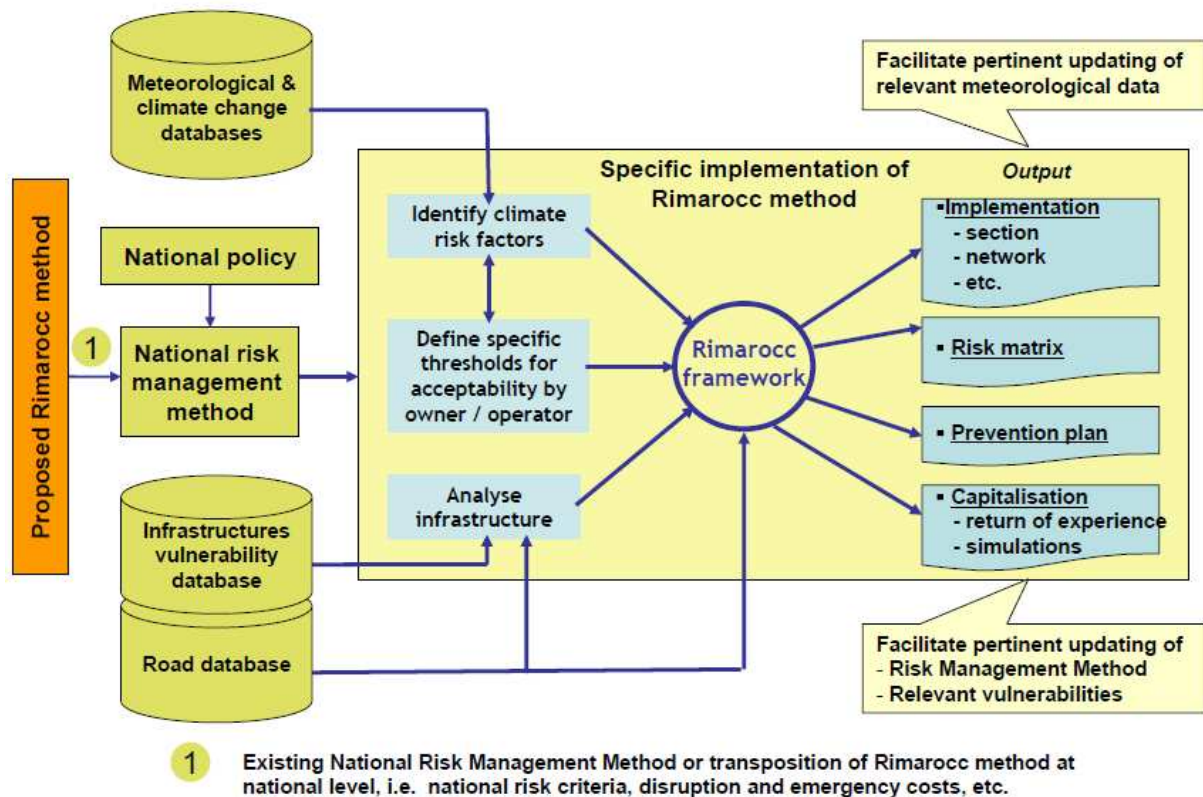 Meteorological &
climate change
databases
Facilitate pertinent updating of
relevant meteorological data
Proposed Rimarocc method
1
National policy
National risk
management
method
Infrastructures
vulnerability
database
Road database
Specific implementation of
Rimarocc method
Identify climate
risk factors
Define specific
thresholds for
acceptability by
owner / operator
Analyse
infrastructure
Rimarocc
framework
Output
▪Implementation
- section
- network
- etc.
▪ Risk matrix
▪ Prevention plan
▪ Capitalisation
- return of experience
- simulations
Facilitate pertinent updating of
- Risk Management Method
- Relevant vulnerabilities
1 Existing National Risk Management Method or transposition of Rimarocc method at
national level, i.e. national risk criteria, disruption and emergency costs, etc.